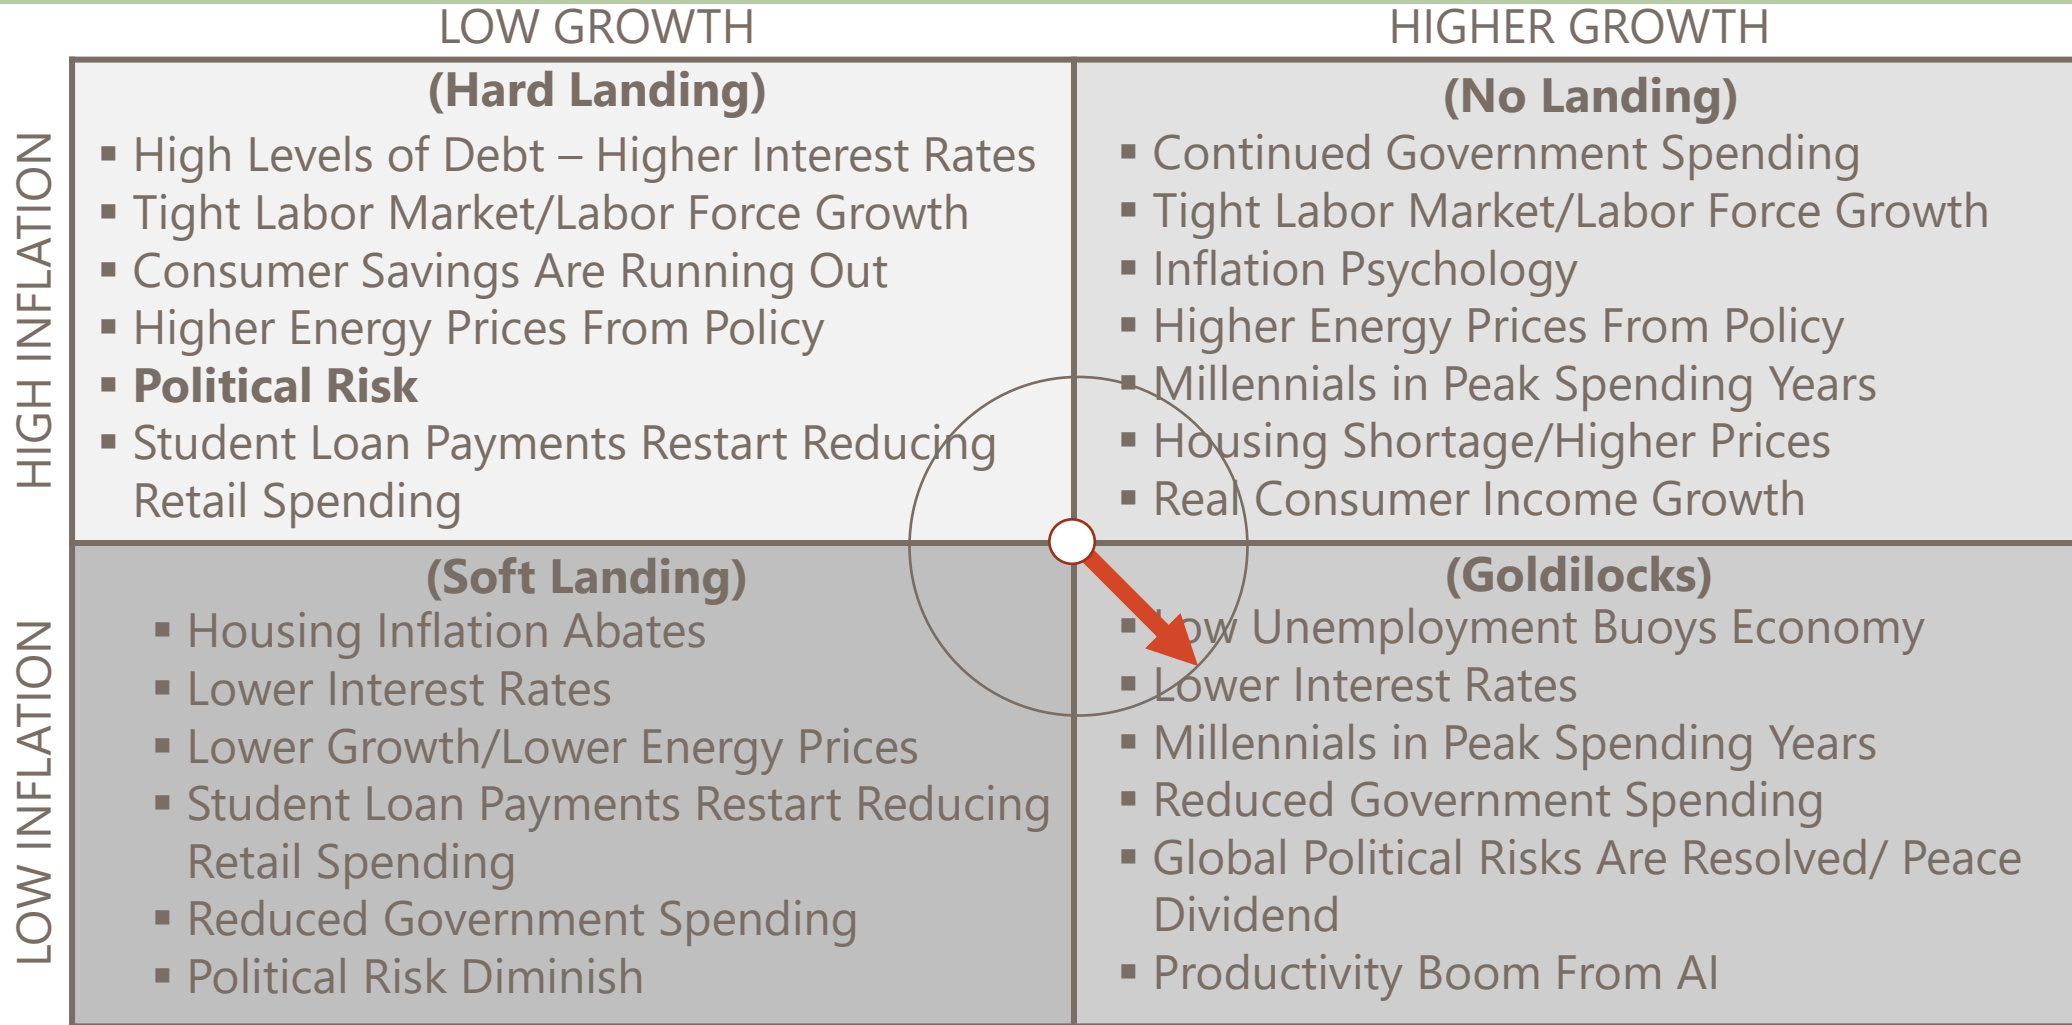 LOW GROWTH
HIGHER GROWTH
HIGH INFLATION
(Hard Landing)
▪ High Levels of Debt – Higher Interest Rates
▪ Tight Labor Market/Labor Force Growth
▪ Consumer Savings Are Running Out
▪ Higher Energy Prices From Policy
▪ Political Risk
▪ Student Loan Payments Restart Reducing
Retail Spending
(No Landing)
▪ Continued Government Spending
▪ Tight Labor Market/Labor Force Growth
▪ Inflation Psychology
▪ Higher Energy Prices From Policy
▪ Millennials in Peak Spending Years
▪ Housing Shortage/Higher Prices
▪ Real Consumer Income Growth
LOW INFLATION
(Soft Landing)
▪ Housing Inflation Abates
▪ Lower Interest Rates
▪ Lower Growth/Lower Energy Prices
▪ Student Loan Payments Restart Reducing
Retail Spending
▪ Reduced Government Spending
▪ Political Risk Diminish
(Goldilocks)
▪ Low Unemployment Buoys Economy
▪ Lower Interest Rates
▪ Millennials in Peak Spending Years
▪ Reduced Government Spending
▪ Global Political Risks Are Resolved/ Peace
Dividend
▪ Productivity Boom From AI